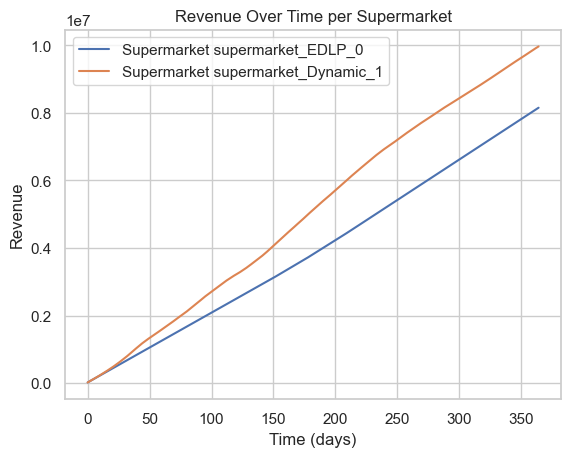 Revenue Over Time per Supermarket
1e7
Supermarket supermarket_EDLP_0
Supermarket supermarket_Dynamic_1
1.0
0.8
0.6
0.4
0.2
0.0
Revenue
0 50 100 150 200 250 300 350
Time (days)